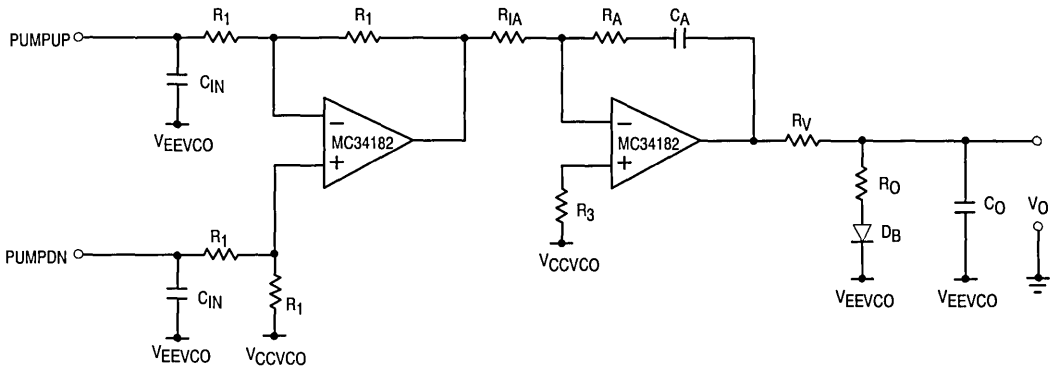 R1 R1 RIA RA CA
PUMPUP
CIN
VEEVCO
− MC34182 +
− MC34182 +
RV
R3
VCCVCO
RO
DB
VEEVCO
CO
VEEVCO
VO
PUMPDN
R1
CIN
VEEVCO
R1
VCCVCO